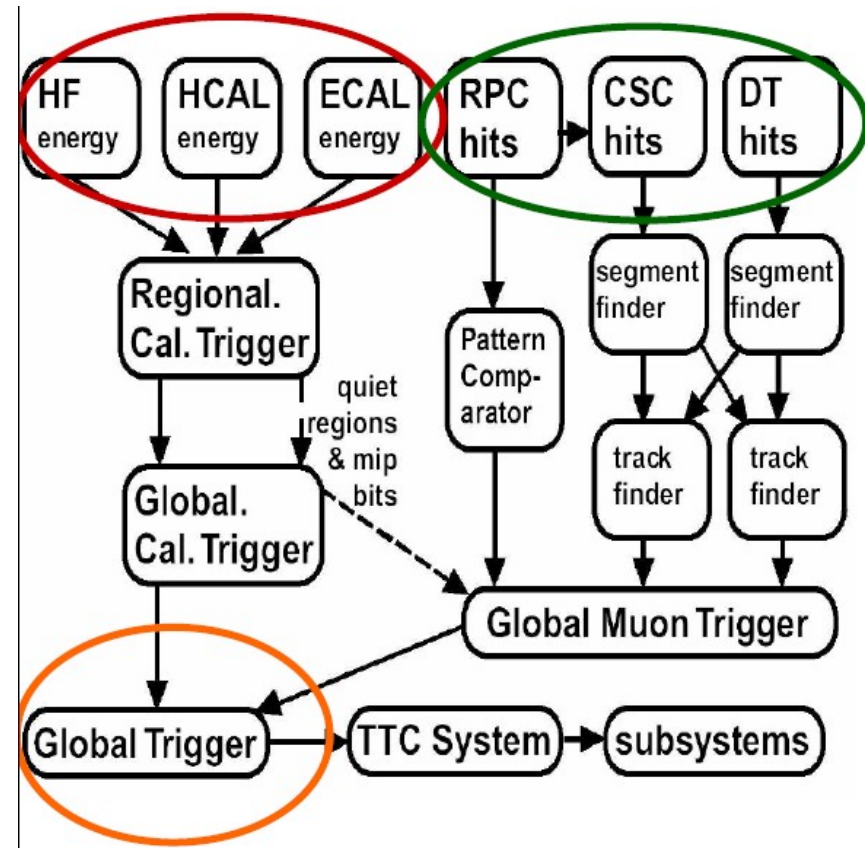 HF
energy
HCAL
energy
ECAL
energy
RPC
hits
CSC
hits
DT
hits
segment
finder
segment
finder
Regional.
Cal. Trigger
Pattern
Comp-
arator
quiet
regions
& mip
bits
track
finder
track
finder
Global.
Cal. Trigger
Global Muon Trigger
Global Trigger
TTC System
subsystems